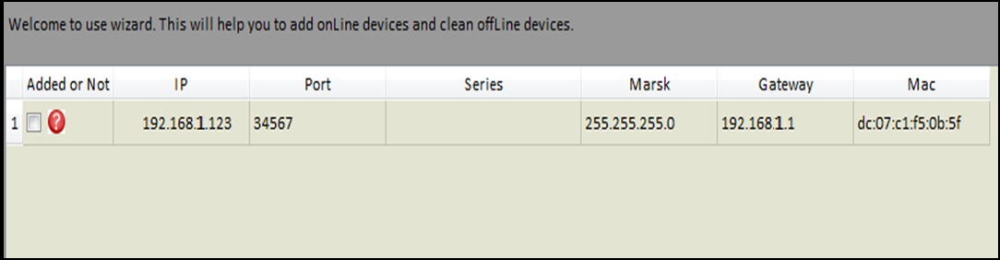 Welcome to use wizard. This will help you to add onLine devices and clean offLine devices.
Added or Not IP Port Series Marsk Gateway Mac
1 ? 192.168.1.123 34567 255.255.255.0 192.168.1.1 dc:07:c1:f5:0b:5f